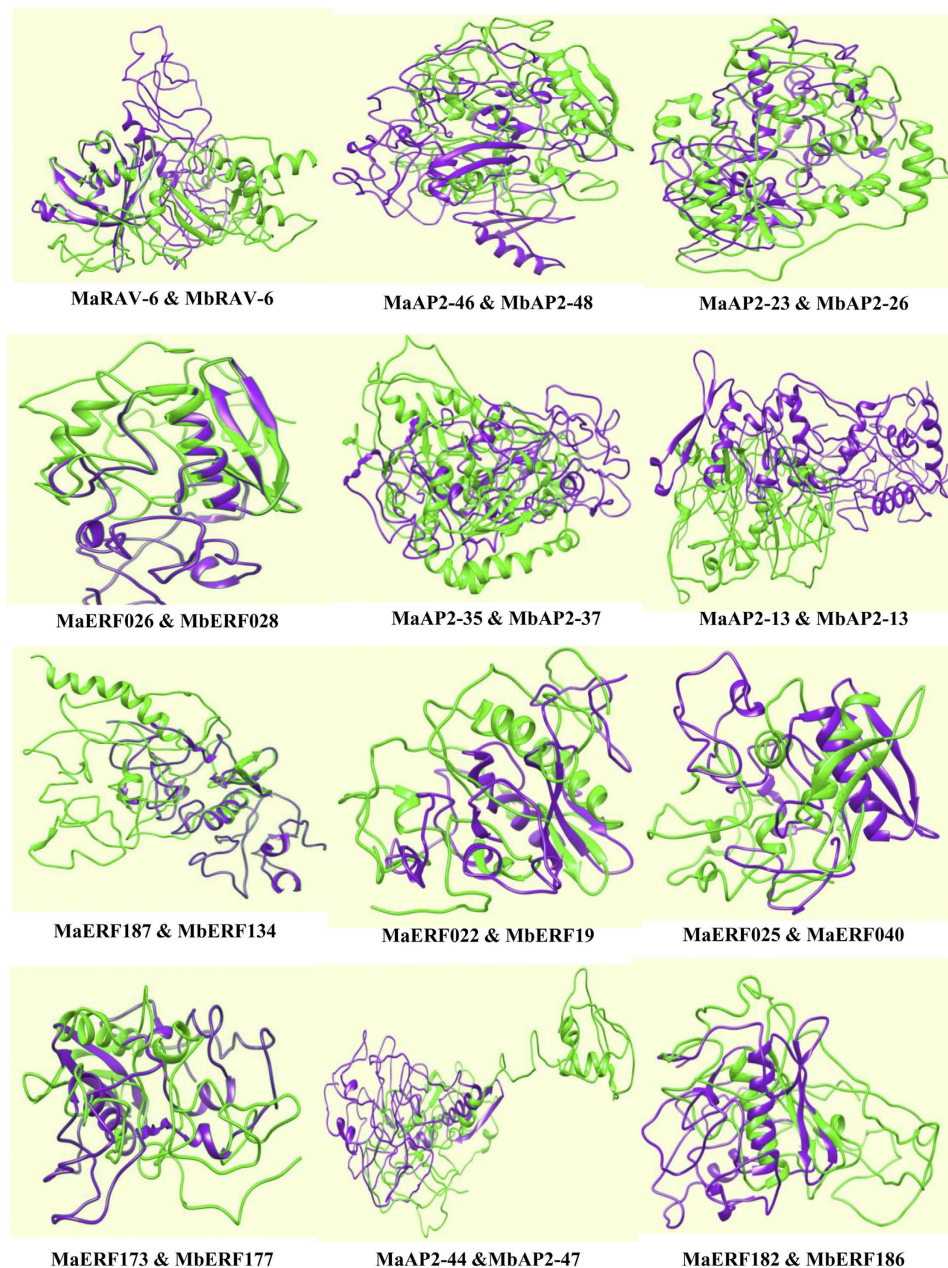 MaRAV-6 & MbRAV-6
MaAP2-46 & MbAP2-48
MaAP2-23 & MbAP2-26
MaERF026 & MbERF028
MaAP2-35 & MbAP2-37
MaAP2-13 & MbAP2-13
MaERF187 & MbERF134
MaERF022 & MbERF19
MaERF025 & MaERF040
MaERF173 & MbERF177
MaAP2-44 &MbAP2-47
MaERF182 & MbERF186